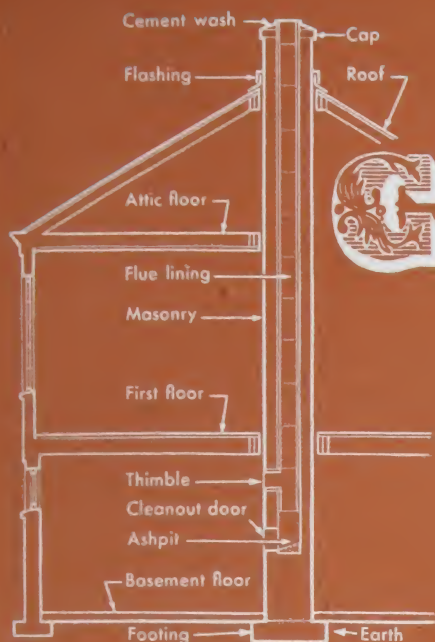 Cement wash
Cap
Flashing
Roof
Attic floor
Flue lining
Masonry
First floor
Thimble
Cleanout door
Ashpit
Basement floor
Footing
Earth